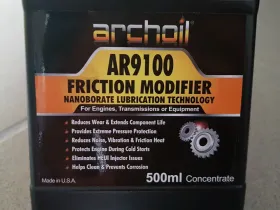 archoil
AR9100
FRICTION MODIFIER
NANOBORATE LUBRICATION TECHNOLOGY
For Engines, Transmissions or Equipment
• Reduces Wear & Extends Component Life
• Provides Extreme Pressure Protection
• Reduces Noise, Vibration & Friction Heat
• Protects Engine During Cold Starts
• Eliminates HEUI Injector Issues
• Helps Clean & Prevents Corrosion
Made in U.S.A.
500ml Concentrate